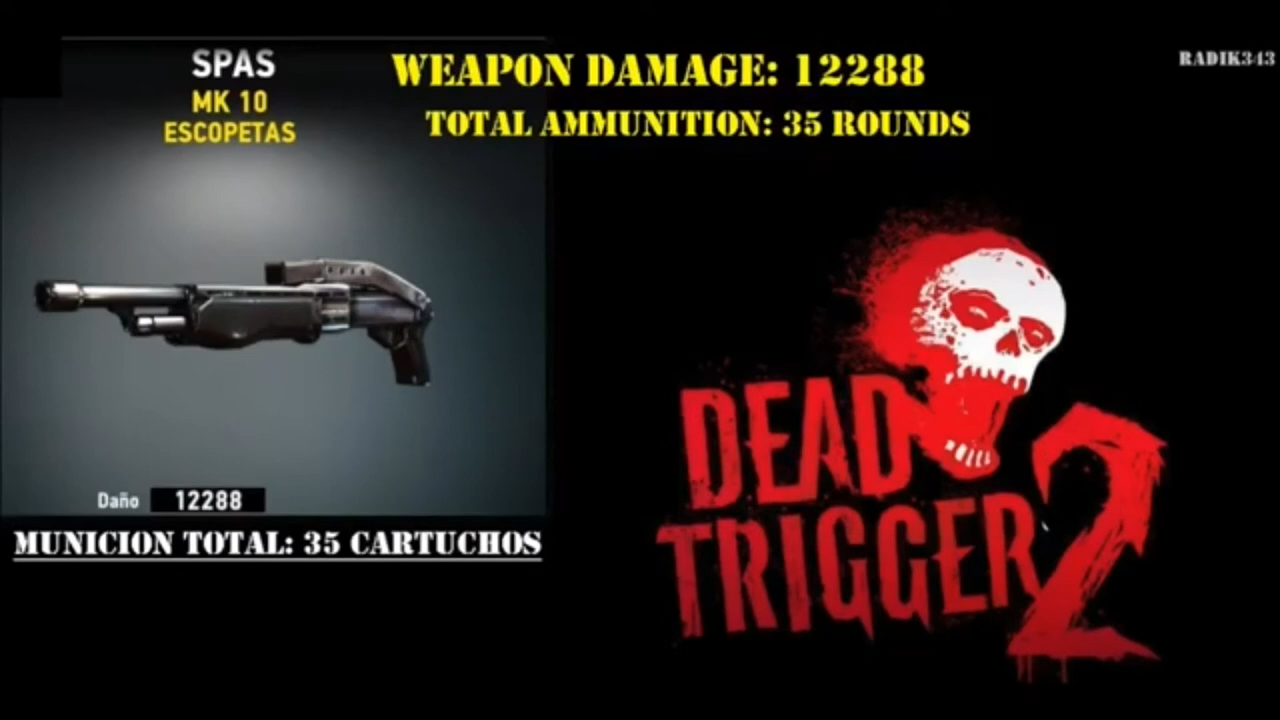 SPAS
MK 10
ESCOPETAS
WEAPON DAMAGE: 12288
TOTAL AMMUNITION: 35 ROUNDS
RADIK343
DEAD
TRIGGER 2
Daño 12288
MUNICION TOTAL: 35 CARTUCHOS